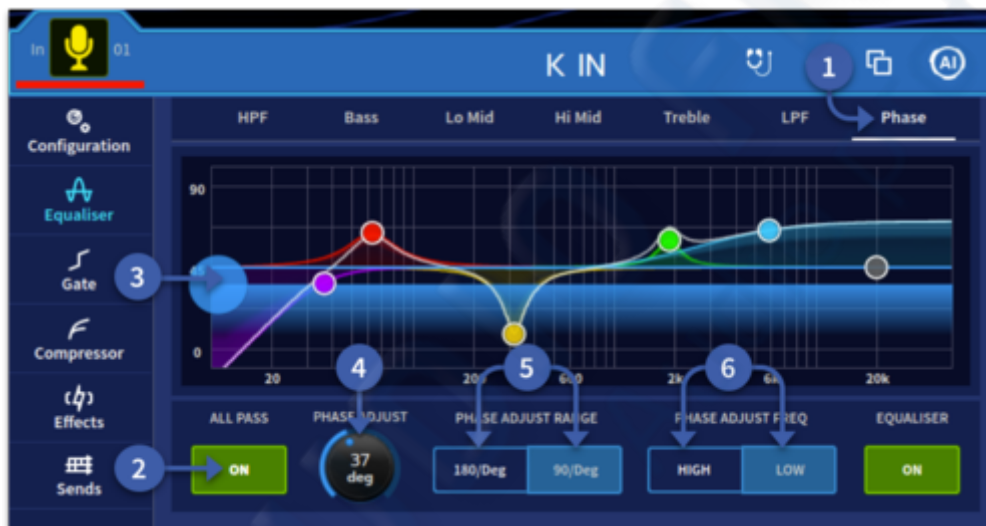 In
01
K IN
1
AI
Configuration
Equaliser
Gate
Compressor
Effects
Sends
HPF Bass Lo Mid Hi Mid Treble LPF Phase
90
3
0
20 600 2k 20k
4 5 6
ALL PASS PHASE ADJUST PHASE ADJUST RANGE PHASE ADJUST FREQ EQUALISER
2
ON
37
deg
180/Deg 90/Deg
HIGH LOW
ON